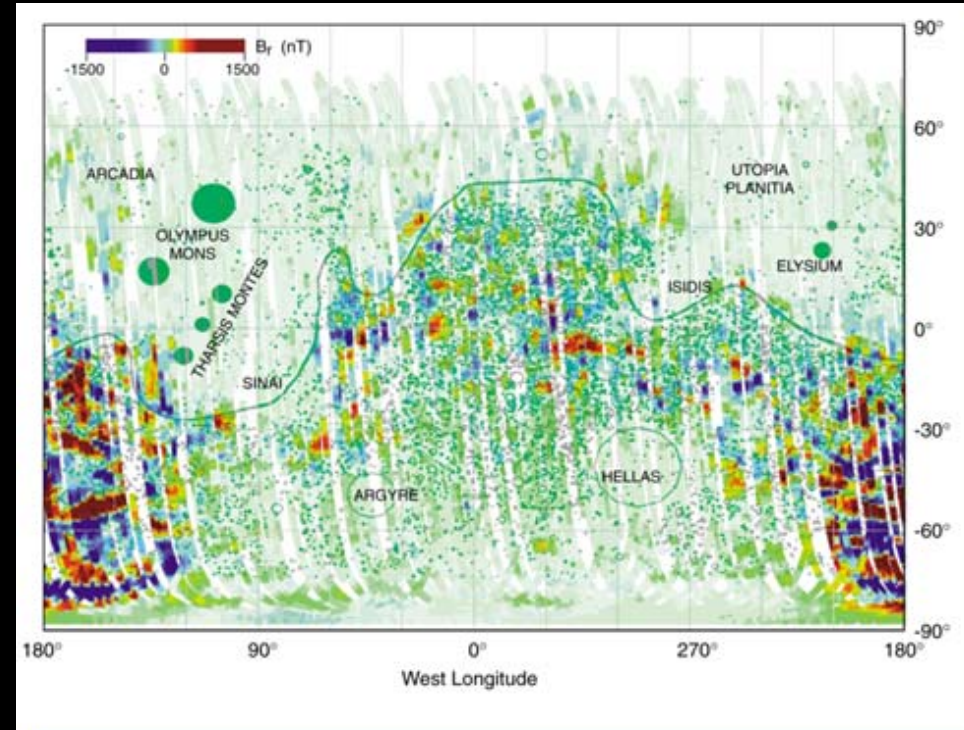 Br (nT)
-1500 0 1500
90°
60°
30°
0°
-30°
-60°
-90°
ARCADIA
OLYMPUS
MONS
THARSIS MONTES
SINAI
ARGYRE
HELLAS
ISIDIS
UTOPIA
PLANITIA
ELYSIUM
180° 90° 0° 270° 180°
West Longitude